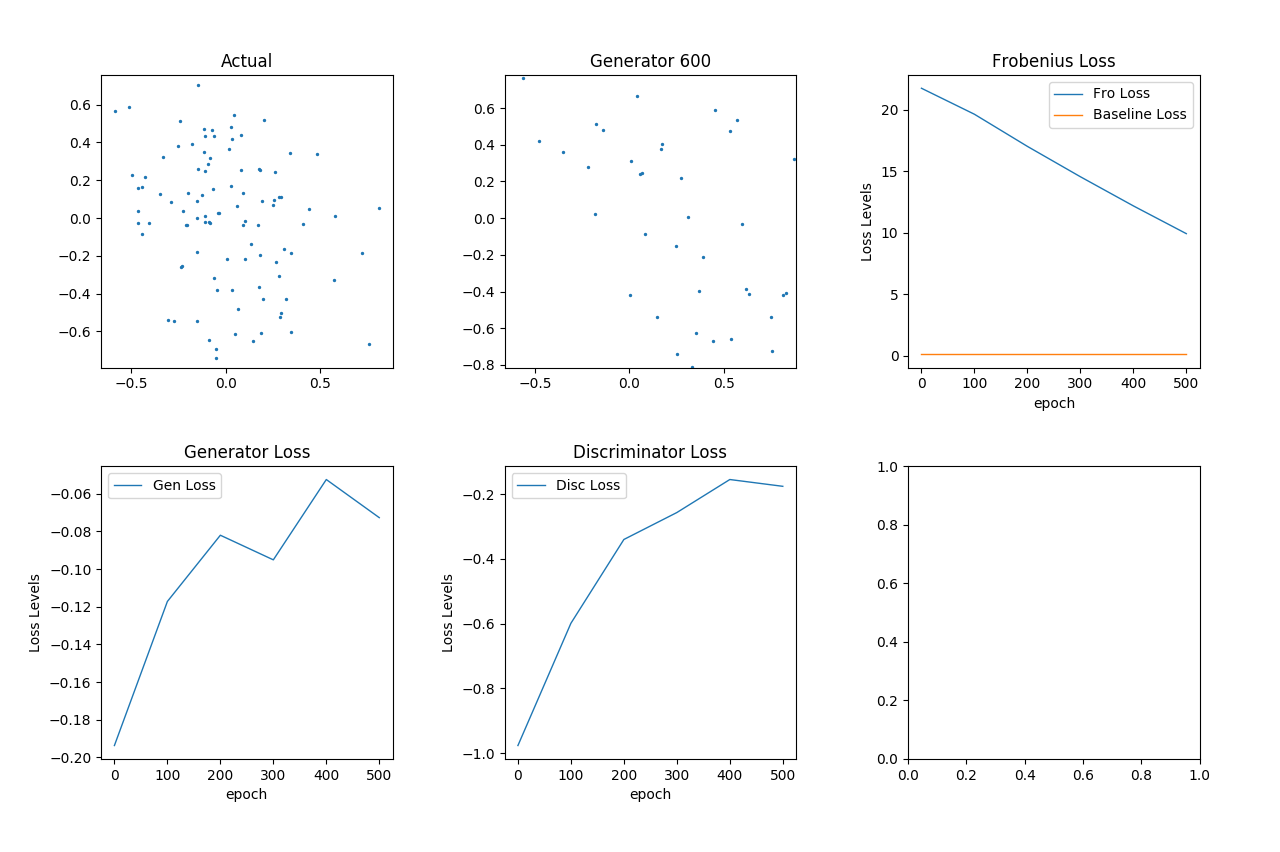 Actual
0.6
0.4
0.2
0.0
−0.2
−0.4
−0.6
−0.5 0.0 0.5
Generator 600
0.6
0.4
0.2
0.0
−0.2
−0.4
−0.6
−0.8
−0.5 0.0 0.5
Frobenius Loss
Fro Loss
Baseline Loss
Loss Levels
20
15
10
5
0
0 100 200 300 400 500
epoch
Generator Loss
Gen Loss
Loss Levels
−0.06
−0.08
−0.10
−0.12
−0.14
−0.16
−0.18
−0.20
0 100 200 300 400 500
epoch
Discriminator Loss
Disc Loss
Loss Levels
−0.2
−0.4
−0.6
−0.8
−1.0
0 100 200 300 400 500
epoch
1.0
0.8
0.6
0.4
0.2
0.0
0.0 0.2 0.4 0.6 0.8 1.0